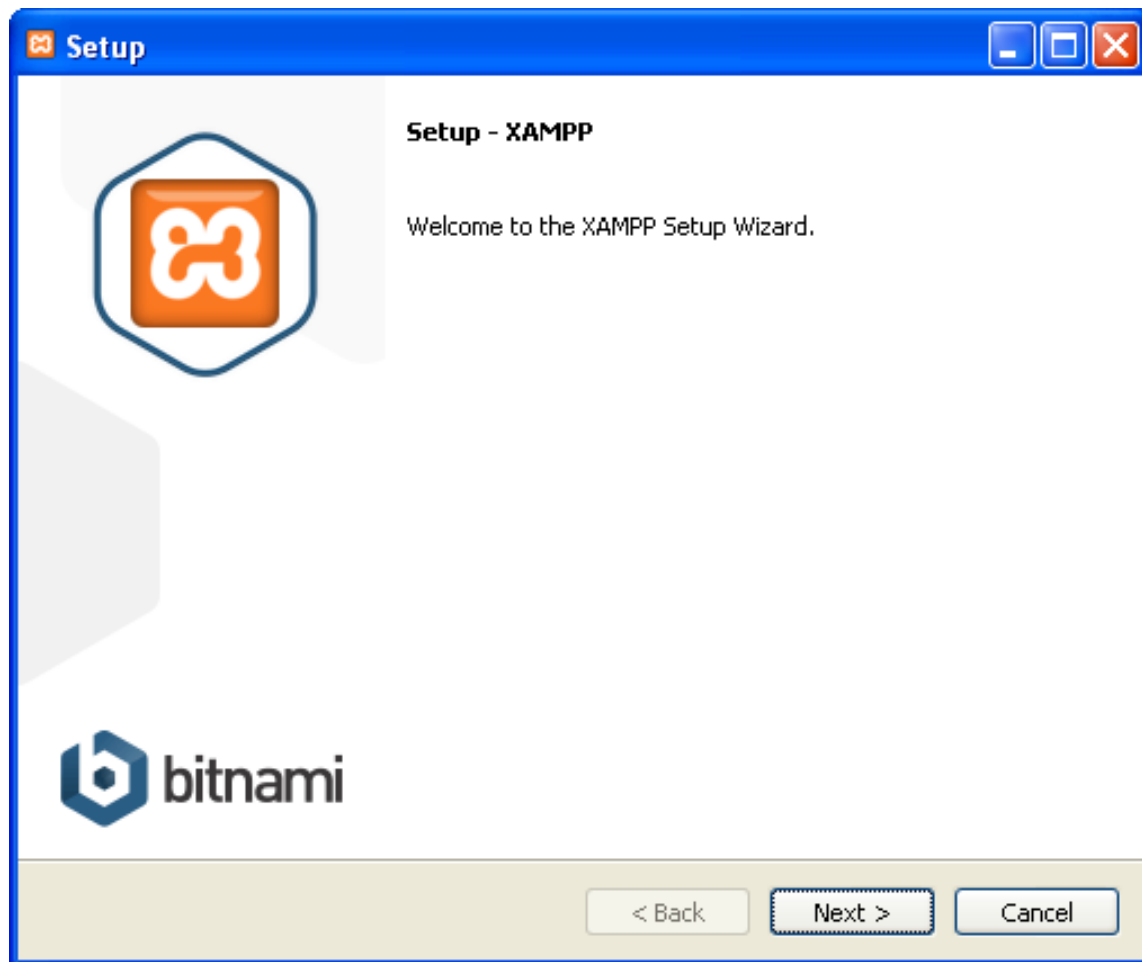 Setup
Setup - XAMPP
Welcome to the XAMPP Setup Wizard.
bitnami
< Back
Next >
Cancel